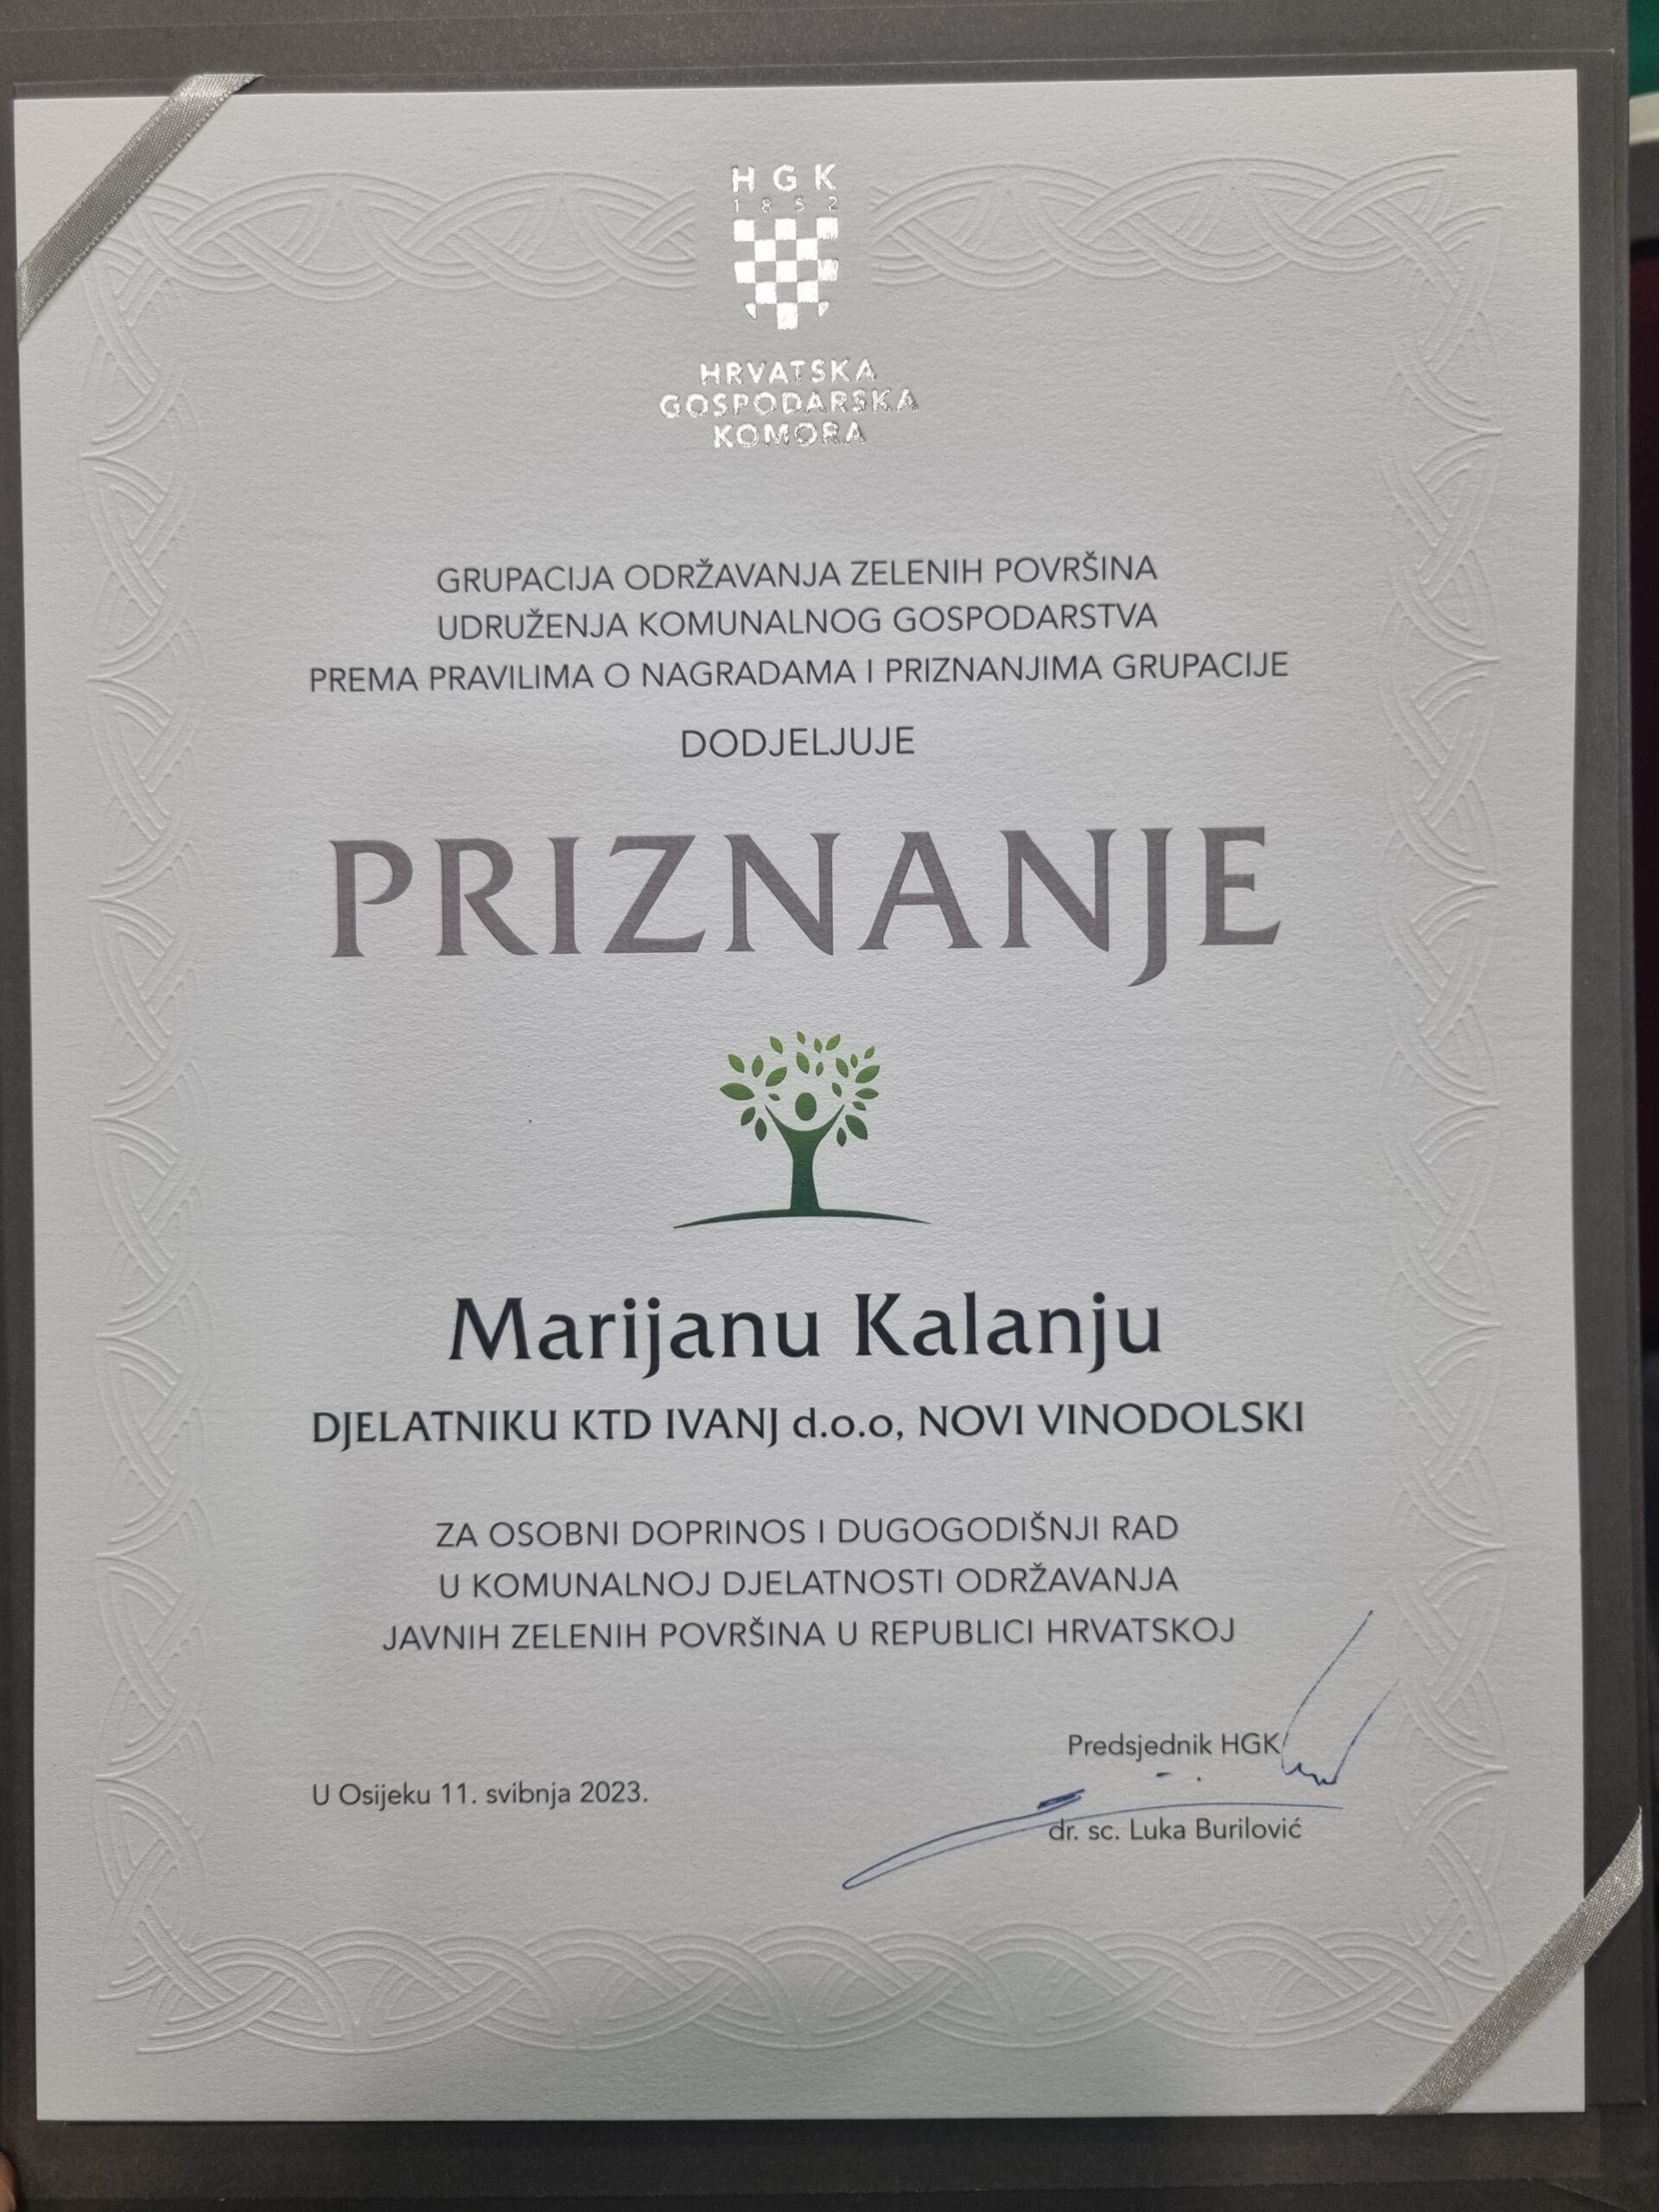 HGK
1852
HRVATSKA
GOSPODARSKA
KOMORA
GRUPACIJA ODRŽAVANJA ZELENIH POVRŠINA
UDRUŽENJA KOMUNALNOG GOSPODARSTVA
PREMA PRAVILIMA O NAGRADAMA I PRIZNANJIMA GRUPACIJE
DODJELJUJE
PRIZNANJE
Marijanu Kalanju
DJELATNIKU KTD IVANJ d.o.o, NOVI VINODOLSKI
ZA OSOBNI DOPRINOS I DUGOGODIŠNJI RAD
U KOMUNALNOJ DJELATNOSTI ODRŽAVANJA
JAVNIH ZELENIH POVRŠINA U REPUBLICI HRVATSKOJ
Predsjednik HGK
U Osijeku 11. svibnja 2023.
dr. sc. Luka Burilović